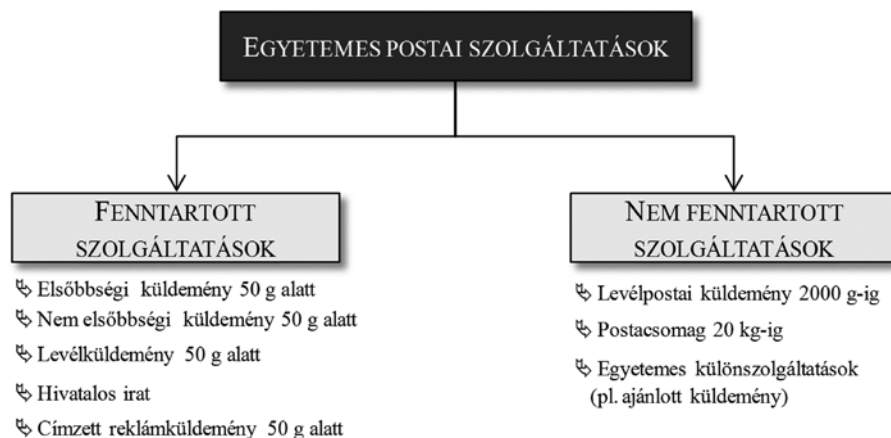 EGYETEMES POSTAI SZOLGÁLTATÁSOK
FENNTARTOTT
SZOLGÁLTATÁSOK
Elsőbbségi küldemény 50 g alatt
Nem elsőbbségi küldemény 50 g alatt
Levélküldemény 50 g alatt
Hivatalos irat
Címzett reklámküldemény 50 g alatt
NEM FENNTARTOTT
SZOLGÁLTATÁSOK
Levélpostai küldemény 2000 g-ig
Postacsomag 20 kg-ig
Egyetemes különszolgáltatások
(pl. ajánlott küldemény)